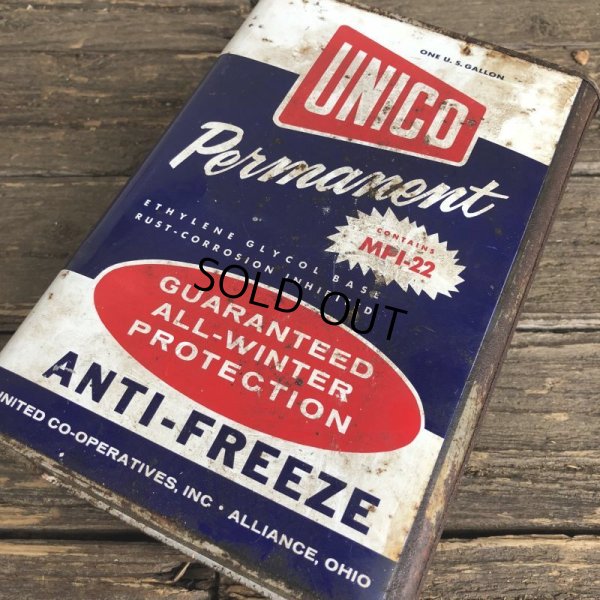 ONE U.S. GALLON
UNICO
Permanent
CONTAINS
MPI-22
ETHYLENE GLYCOL BASE
RUST-CORROSION INHIBITED
SOLD OUT
GUARANTEED
ALL-WINTER
PROTECTION
ANTI-FREEZE
UNITED CO-OPERATIVES, INC • ALLIANCE, OHIO